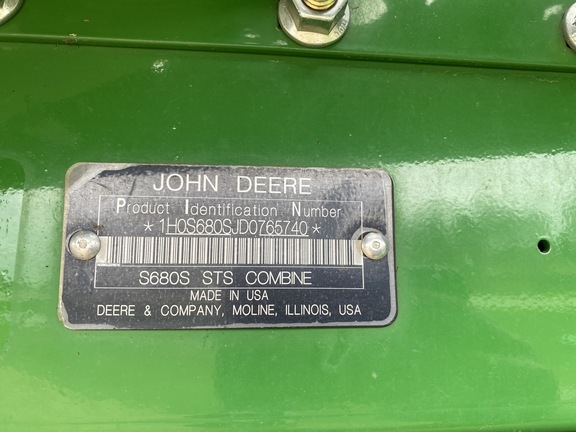 JOHN DEERE
Product Identification Number
*1H0S680SJD0765740*
S680S STS COMBINE
MADE IN USA
DEERE & COMPANY, MOLINE, ILLINOIS, USA